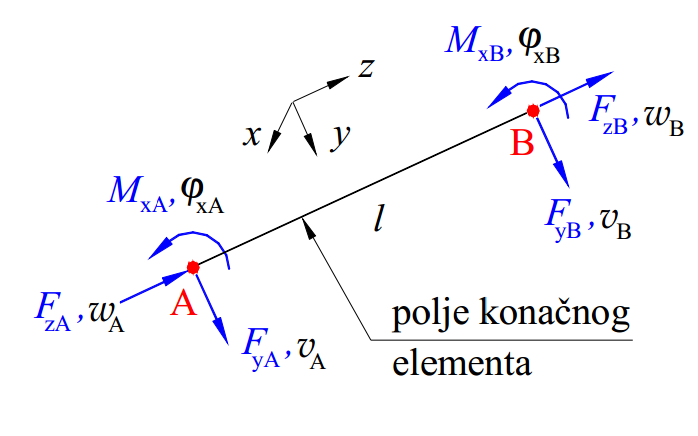 M_xB, φ_xB
z
F_zB, w_B
x
y
B
M_xA, φ_xA
F_yB, v_B
l
A
F_zA, w_A
polje konačnog
F_yA, v_A
elementa